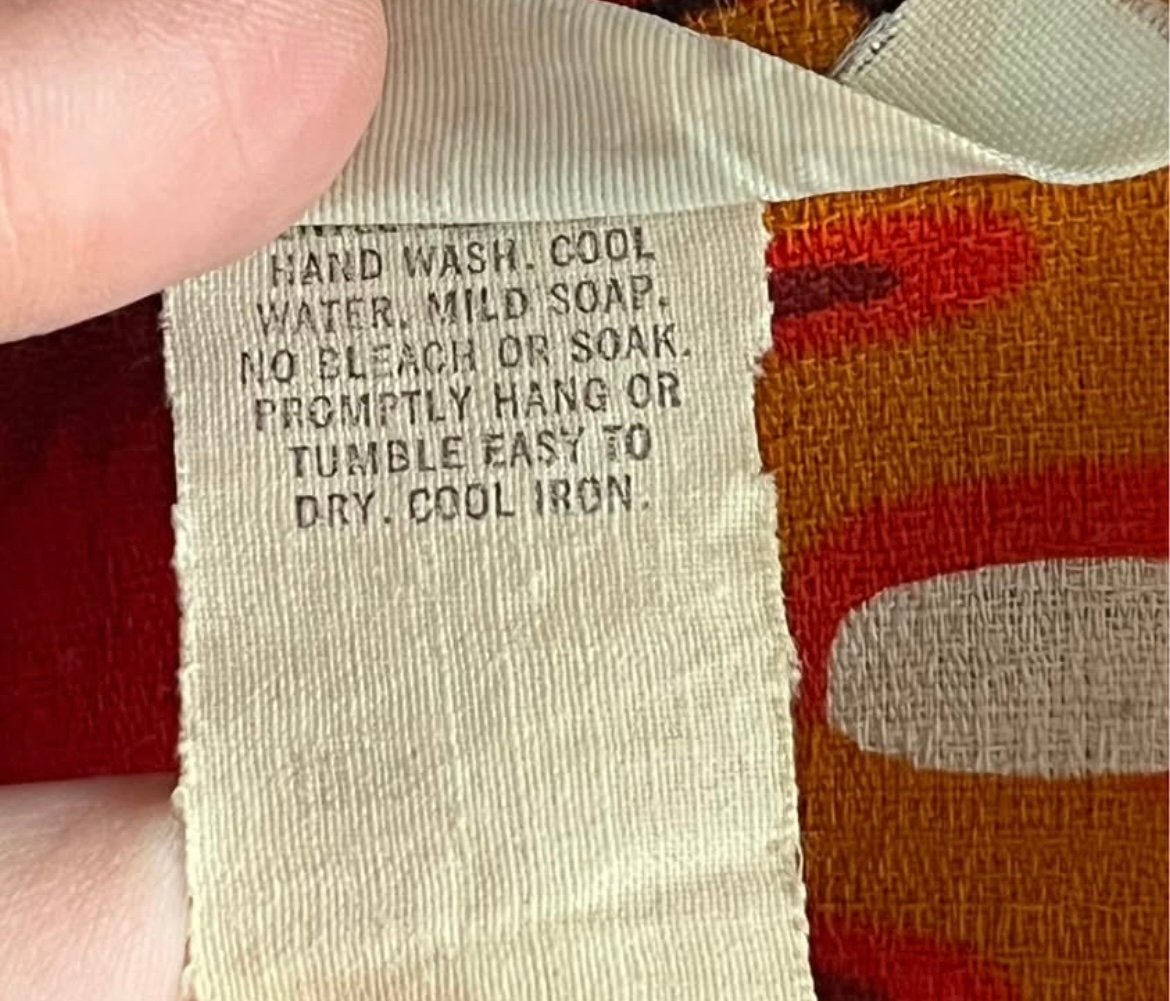 HAND WASH. COOL
WATER. MILD SOAP.
NO BLEACH OR SOAK.
PROMPTLY HANG OR
TUMBLE EASY TO
DRY. COOL IRON.